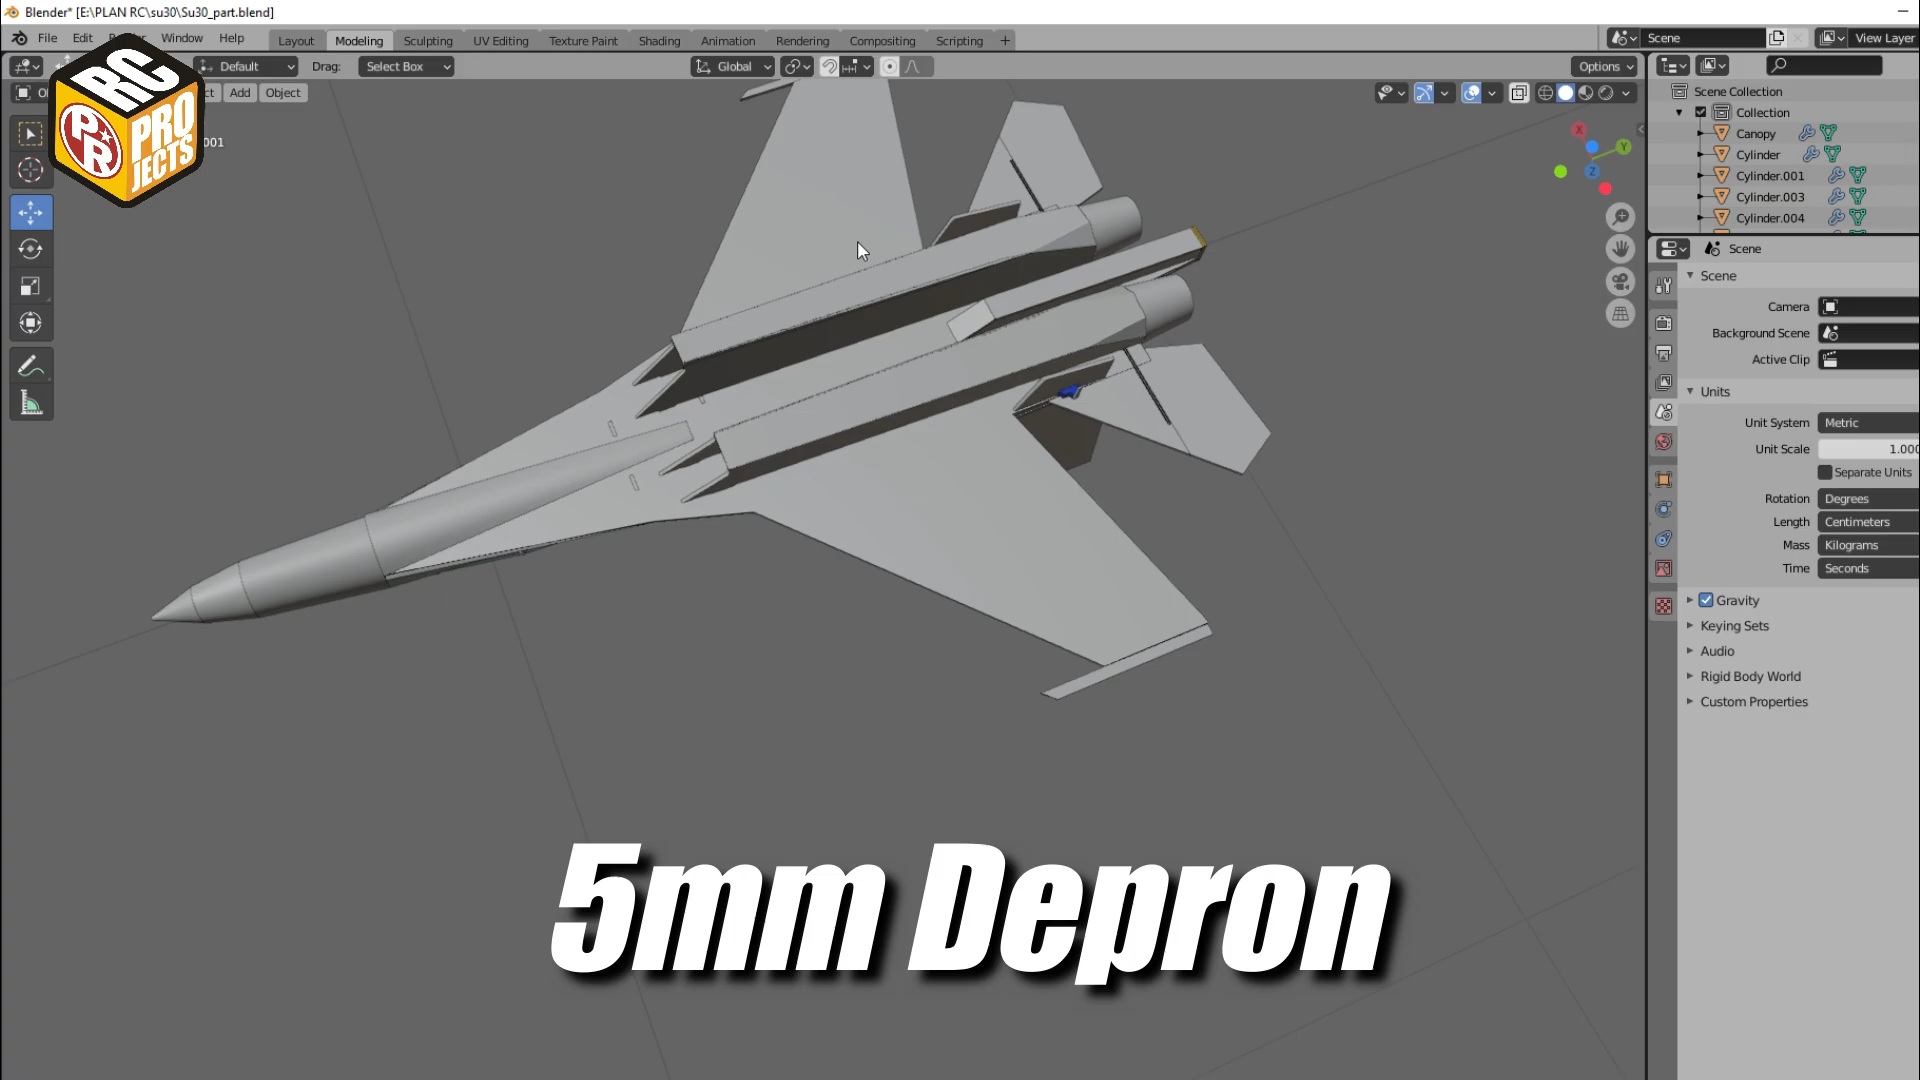 Blender* [E:\PLAN RC\su30\Su30_part.blend]
File Edit Window Help Layout Modeling Sculpting UV Editing Texture Paint Shading Animation Rendering Compositing Scripting + Scene View Layer
Default Drag: Select Box Global Options
Add Object
RC
PR
PRO
JECTS
001
X
Y
Z
Scene Collection
Collection
Canopy
Cylinder
Cylinder.001
Cylinder.003
Cylinder.004
Scene
Scene
Camera
Background Scene
Active Clip
Units
Unit System Metric
Unit Scale 1.000
Separate Units
Rotation Degrees
Length Centimeters
Mass Kilograms
Time Seconds
Gravity
Keying Sets
Audio
Rigid Body World
Custom Properties
5mm Depron